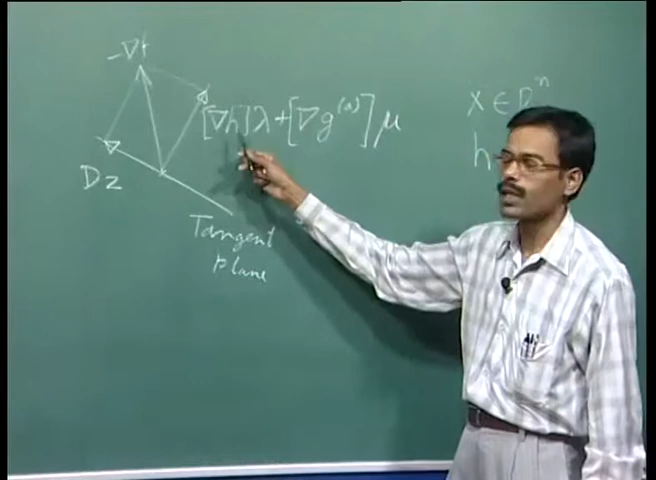 -∇f
[∇h]λ+[∇g^(a)]μ
x ∈ R^n
h
Dz
Tangent
plane